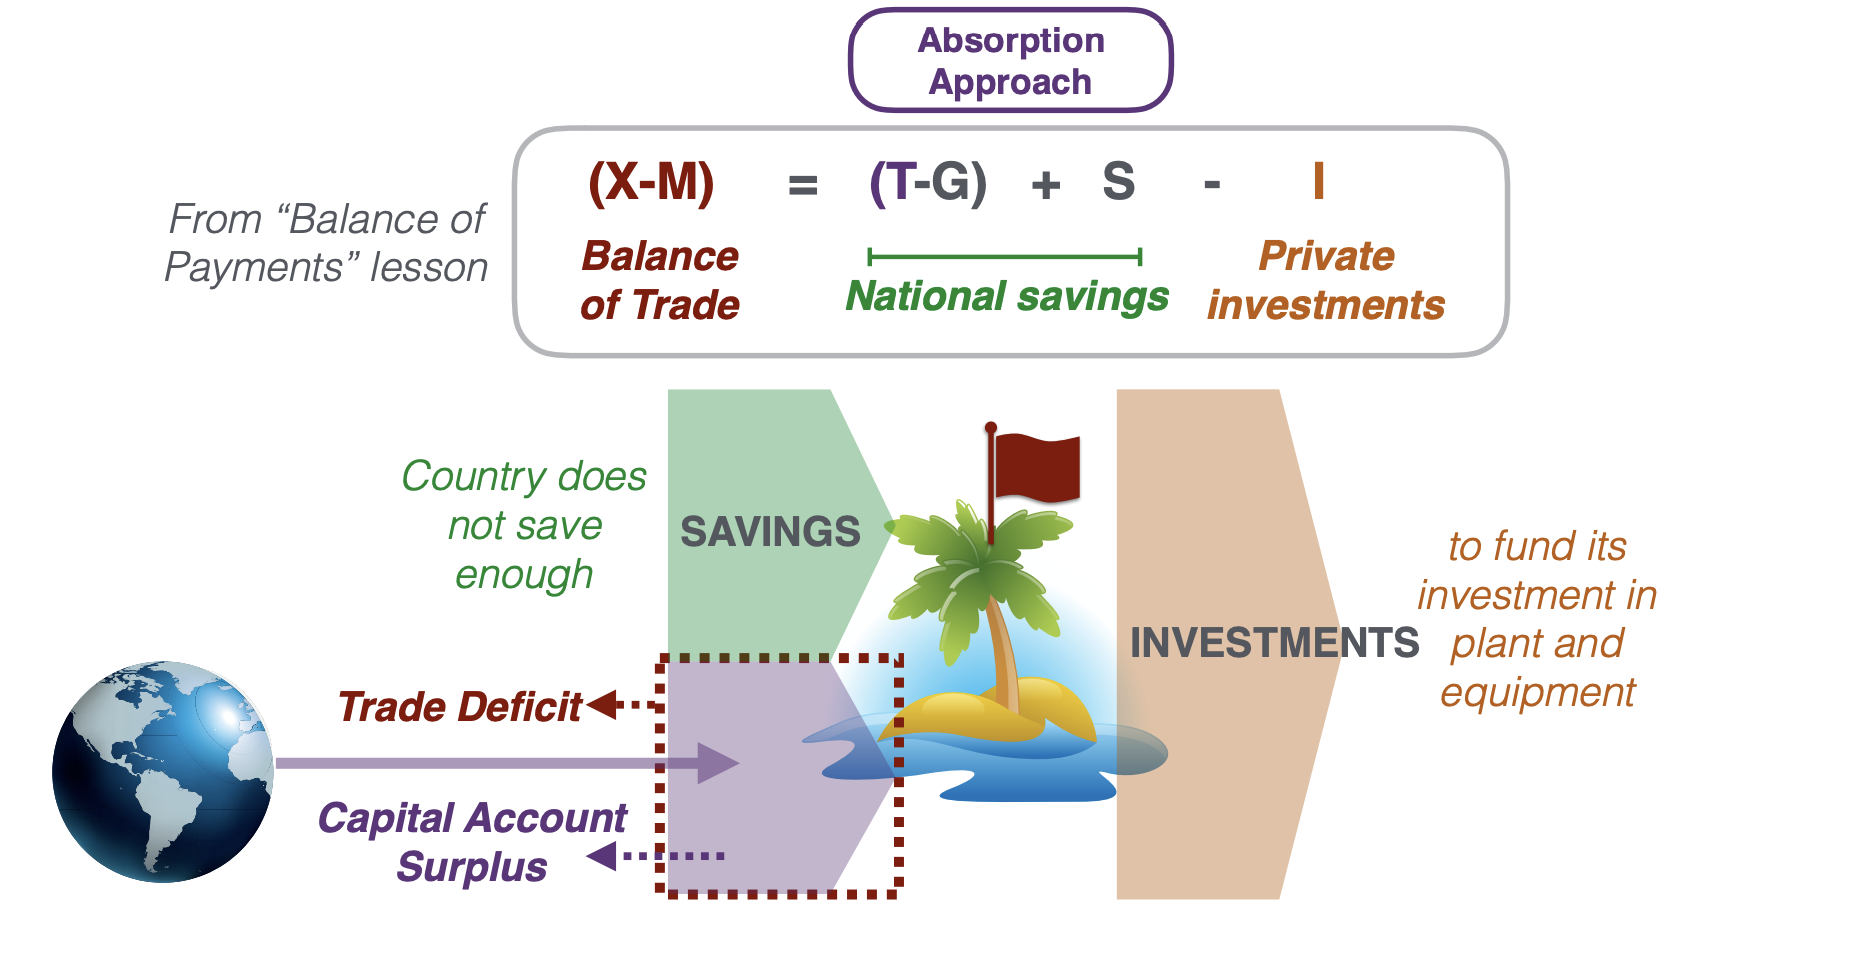 Absorption
Approach
From “Balance of
Payments” lesson
(X-M) = (T-G) + S - I
Balance
of Trade
National savings
Private
investments
Country does
not save
enough
SAVINGS
INVESTMENTS
to fund its
investment in
plant and
equipment
Trade Deficit
Capital Account
Surplus